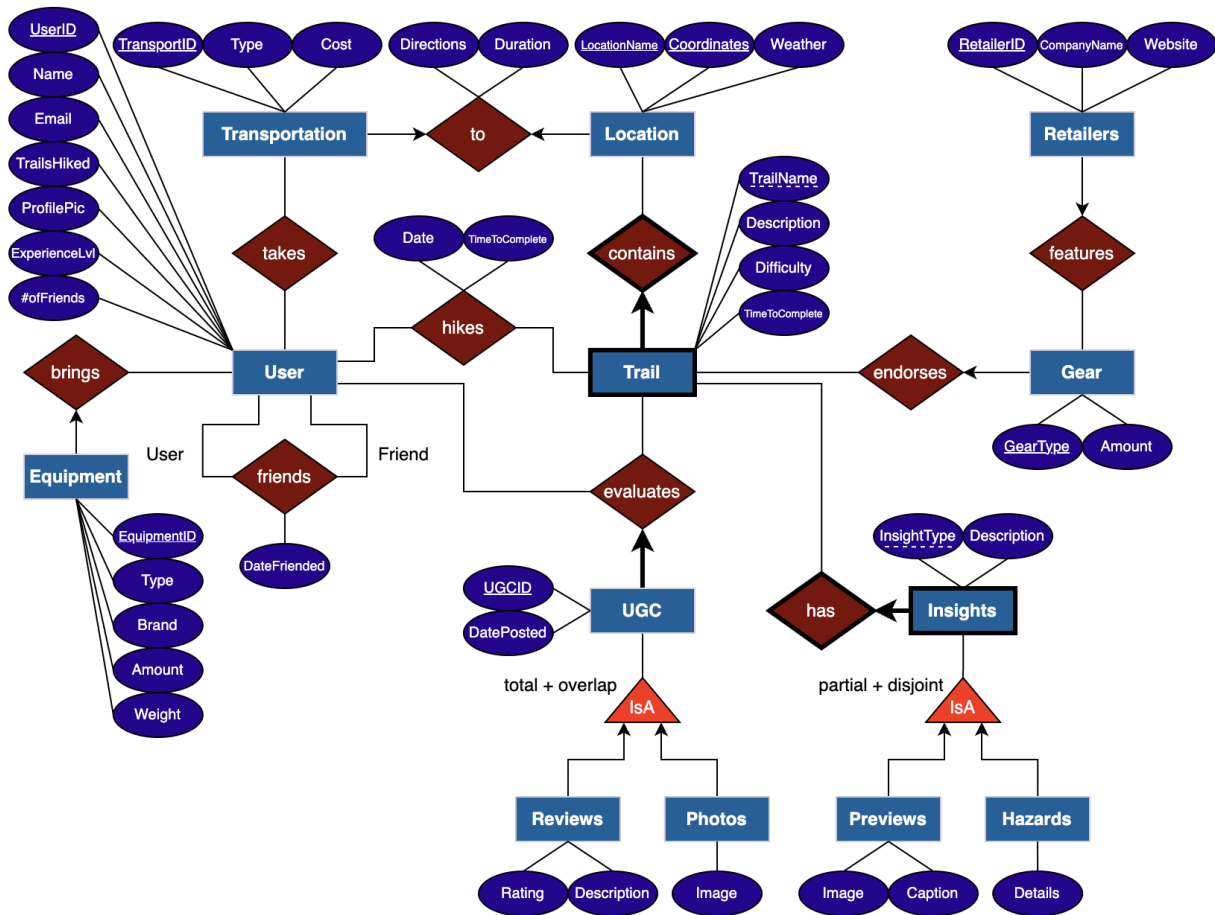 UserID
Name
Email
TrailsHiked
ProfilePic
ExperienceLvl
#ofFriends
TransportID
Type
Cost
Directions
Duration
LocationName
Coordinates
Weather
RetailerID
CompanyName
Website
Transportation
to
Location
Retailers
takes
Date
TimeToComplete
contains
TrailName
Description
Difficulty
TimeToComplete
features
hikes
brings
User
Trail
endorses
Gear
GearType
Amount
User
Friend
friends
DateFriended
Equipment
EquipmentID
Type
Brand
Amount
Weight
evaluates
UGCID
DatePosted
UGC
InsightType
Description
has
Insights
total + overlap
IsA
partial + disjoint
IsA
Reviews
Photos
Previews
Hazards
Rating
Description
Image
Image
Caption
Details